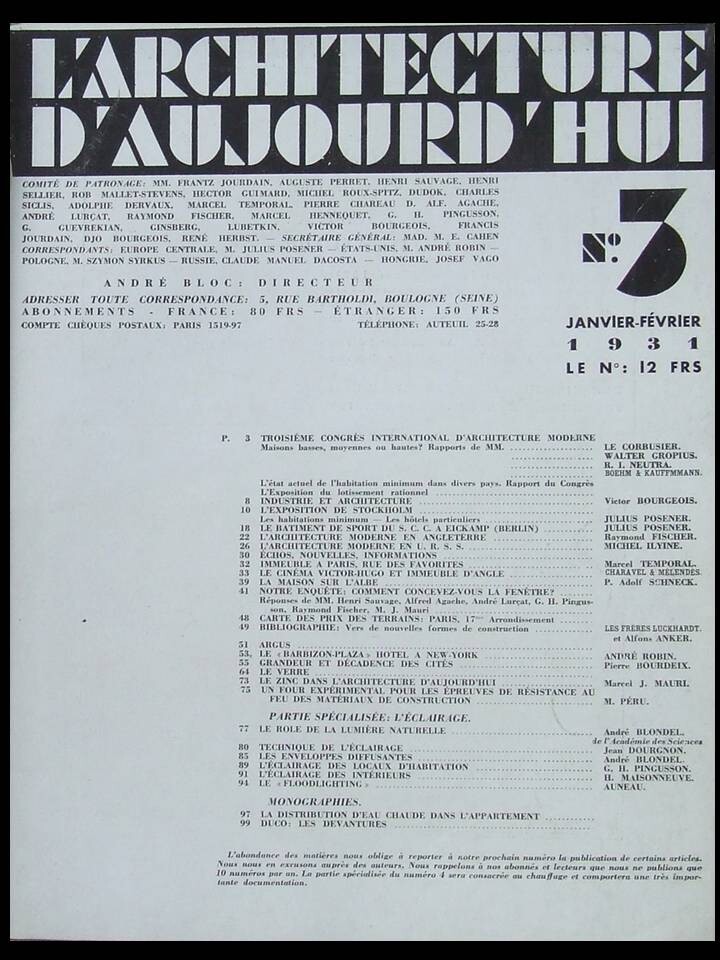 L'ARCHITECTURE
D'AUJOURD'HUI
COMITÉ DE PATRONAGE: MM. FRANTZ JOURDAIN, AUGUSTE PERRET, HENRI SAUVAGE, HENRI
SELLIER, ROB MALLET-STEVENS, HECTOR GUIMARD, MICHEL ROUX-SPITZ, DUDOK, CHARLES
SICLIS, ADOLPHE DERVAUX, MARCEL TEMPORAL, PIERRE CHAREAU D. ALF. AGACHE,
ANDRÉ LURÇAT, RAYMOND FISCHER, MARCEL HENNEQUET, G. H. PINGUSSON,
G. GUEVREKIAN, GINSBERG, LUBETKIN, VICTOR BOURGEOIS, FRANCIS
JOURDAIN, DJO BOURGEOIS, RENÉ HERBST. — SECRÉTAIRE GÉNÉRAL: MAD. M. E. CAHEN
CORRESPONDANTS: EUROPE CENTRALE, M. JULIUS POSENER — ÉTATS-UNIS, M. ANDRÉ ROBIN —
POLOGNE, M. SZYMON SYRKUS — RUSSIE, CLAUDE MANUEL DACOSTA — HONGRIE, JOSEF VAGO
ANDRÉ BLOC: DIRECTEUR
ADRESSER TOUTE CORRESPONDANCE: 5, RUE BARTHOLDI, BOULOGNE (SEINE)
ABONNEMENTS - FRANCE: 80 FRS — ÉTRANGER: 150 FRS
COMPTE CHÈQUES POSTAUX: PARIS 1519-97 TÉLÉPHONE: AUTEUIL 25-28
N°. 3
JANVIER-FÉVRIER
1931
LE N°: 12 FRS
P. 3 TROISIÈME CONGRÈS INTERNATIONAL D'ARCHITECTURE MODERNE
Maisons basses, moyennes ou hautes? Rapports de MM. LE CORBUSIER.
WALTER GROPIUS.
R. I. NEUTRA.
BOEHM & KAUFFMMANN.
L'état actuel de l'habitation minimum dans divers pays. Rapport du Congrès
L'Exposition du lotissement rationnel
8 INDUSTRIE ET ARCHITECTURE Victor BOURGEOIS.
10 L'EXPOSITION DE STOCKHOLM
Les habitations minimum — Les hôtels particuliers JULIUS POSENER.
18 LE BATIMENT DE SPORT DU S. C. C. A EICKAMP (BERLIN) JULIUS POSENER.
22 L'ARCHITECTURE MODERNE EN ANGLETERRE Raymond FISCHER.
26 L'ARCHITECTURE MODERNE EN U. R. S. S. MICHEL ILYINE.
30 ÉCHOS, NOUVELLES, INFORMATIONS
32 IMMEUBLE A PARIS, RUE DES FAVORITES Marcel TEMPORAL.
33 LE CINÉMA VICTOR-HUGO ET IMMEUBLE D'ANGLE CHARAVEL & MELENDÈS.
39 LA MAISON SUR L'ALBE P. Adolf SCHNECK.
41 NOTRE ENQUÊTE: COMMENT CONCEVEZ-VOUS LA FENÊTRE?
Réponses de MM. Henri Sauvage, Alfred Agache, André Lurçat, G. H. Pingus-
son, Raymond Fischer, M. J. Mauri
48 CARTE DES PRIX DES TERRAINS: PARIS, 17me Arrondissement
49 BIBLIOGRAPHIE: Vers de nouvelles formes de construction LES FRÈRES LUCKHARDT.
et Alfons ANKER.
51 ARGUS
53, LE «BARBIZON-PLAZA» HOTEL A NEW-YORK ANDRÉ ROBIN.
55 GRANDEUR ET DÉCADENCE DES CITÉS Pierre BOURDEIX.
64 LE VERRE
73 LE ZINC DANS L'ARCHITECTURE D'AUJOURD'HUI Marcel J. MAURI.
75 UN FOUR EXPÉRIMENTAL POUR LES ÉPREUVES DE RÉSISTANCE AU
FEU DES MATÉRIAUX DE CONSTRUCTION M. PÉRU.
PARTIE SPÉCIALISÉE: L'ÉCLAIRAGE.
77 LE ROLE DE LA LUMIÈRE NATURELLE André BLONDEL,
de l'Académie des Sciences
80 TECHNIQUE DE L'ÉCLAIRAGE Jean DOURGNON.
85 LES ENVELOPPES DIFFUSANTES André BLONDEL.
89 L'ÉCLAIRAGE DES LOCAUX D'HABITATION G. H. PINGUSSON.
91 L'ÉCLAIRAGE DES INTÉRIEURS H. MAISONNEUVE.
94 LE «FLOODLIGHTING» AUNEAU.
MONOGRAPHIES.
97 LA DISTRIBUTION D'EAU CHAUDE DANS L'APPARTEMENT
99 DUCO: LES DEVANTURES
L'abondance des matières nous oblige à reporter à notre prochain numéro la publication de certains articles.
Nous nous en excusons auprès des auteurs. Nous rappelons à nos abonnés et lecteurs que nous ne publions que
10 numéros par an. La partie spécialisée du numéro 4 sera consacrée au chauffage et comportera une très impor-
tante documentation.